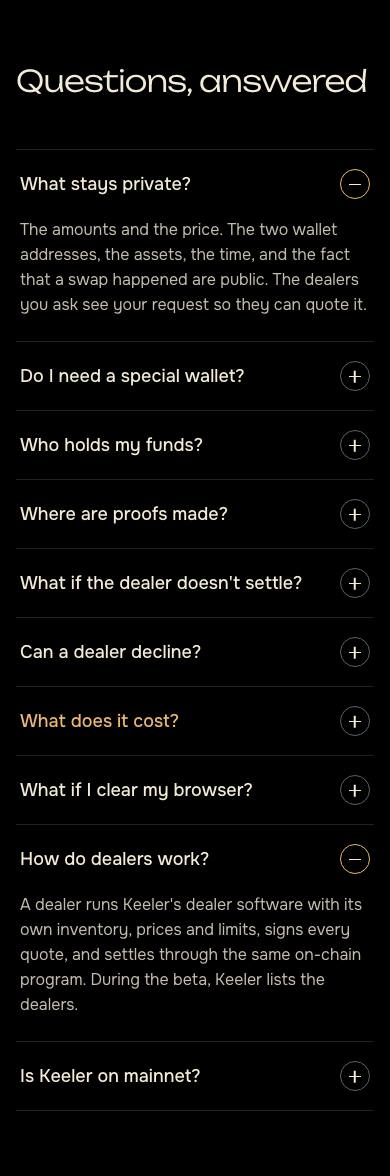 Questions, answered
What stays private?
The amounts and the price. The two wallet
addresses, the assets, the time, and the fact
that a swap happened are public. The dealers
you ask see your request so they can quote it.
Do I need a special wallet?
Who holds my funds?
Where are proofs made?
What if the dealer doesn't settle?
Can a dealer decline?
What does it cost?
What if I clear my browser?
How do dealers work?
A dealer runs Keeler's dealer software with its
own inventory, prices and limits, signs every
quote, and settles through the same on-chain
program. During the beta, Keeler lists the
dealers.
Is Keeler on mainnet?